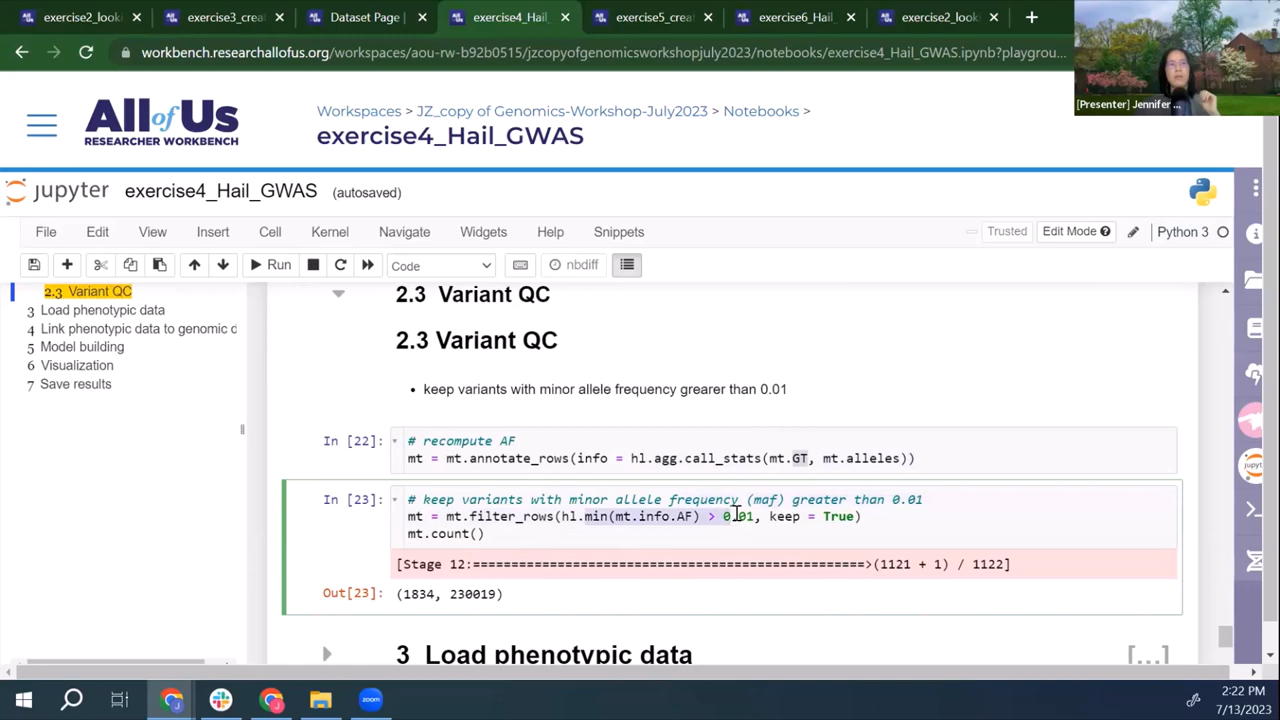 exercise2_looki
exercise3_creat
Dataset Page |
exercise4_Hail_
exercise5_creat
exercise6_Hail_
exercise2_looki
workbench.researchallofus.org/workspaces/aou-rw-b92b0515/jzcopyofgenomicsworkshopjuly2023/notebooks/exercise4_Hail_GWAS.ipynb?playgrou...
[Presenter] Jennifer ...
All of Us
RESEARCHER WORKBENCH
Workspaces > JZ_copy of Genomics-Workshop-July2023 > Notebooks >
exercise4_Hail_GWAS
jupyter exercise4_Hail_GWAS (autosaved)
File Edit View Insert Cell Kernel Navigate Widgets Help Snippets
Trusted Edit Mode Python 3
Run Code nbdiff
2.3 Variant QC
3 Load phenotypic data
4 Link phenotypic data to genomic d
5 Model building
6 Visualization
7 Save results
2.3 Variant QC
2.3 Variant QC
• keep variants with minor allele frequency grearer than 0.01
In [22]: # recompute AF
mt = mt.annotate_rows(info = hl.agg.call_stats(mt.GT, mt.alleles))
In [23]: # keep variants with minor allele frequency (maf) greater than 0.01
mt = mt.filter_rows(hl.min(mt.info.AF) > 0.01, keep = True)
mt.count()
[Stage 12:====================================================>(1121 + 1) / 1122]
Out[23]: (1834, 230019)
3 Load phenotypic data
[...]
zoom
2:22 PM
7/13/2023